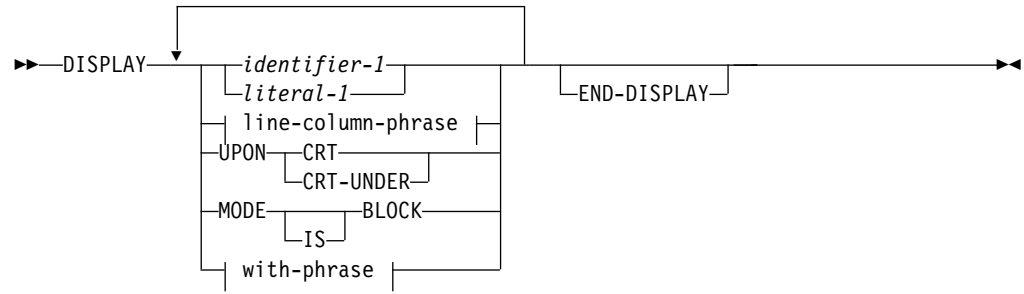 DISPLAY identifier-1
literal-1 END-DISPLAY
line-column-phrase
UPON CRT
CRT-UNDER
MODE BLOCK
IS
with-phrase